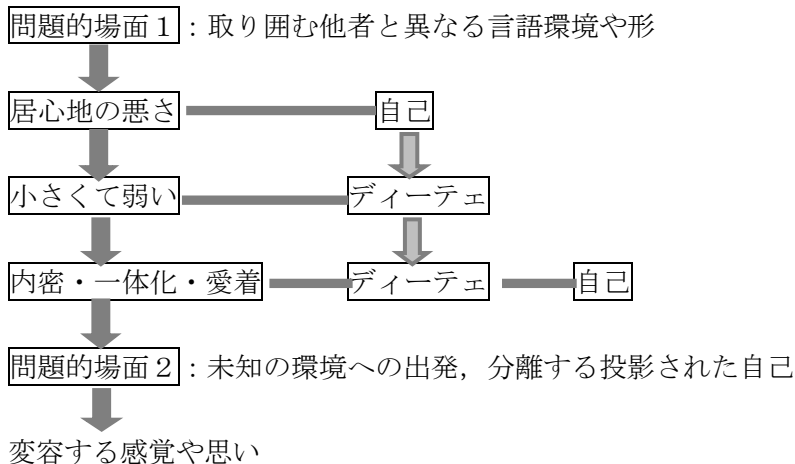 問題的場面1：取り囲む他者と異なる言語環境や形
居心地の悪さ 自己
小さくて弱い ディーテェ
内密・一体化・愛着 ディーテェ 自己
問題的場面2：未知の環境への出発，分離する投影された自己
変容する感覚や思い